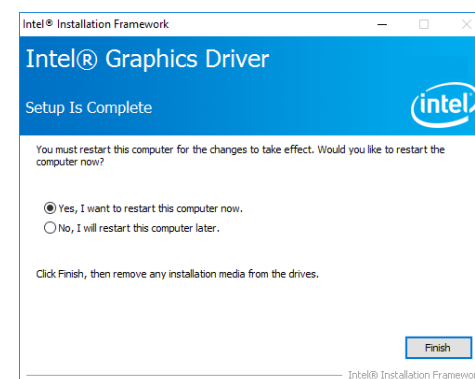 Intel® Installation Framework
Intel® Graphics Driver
Setup Is Complete
intel
You must restart this computer for the changes to take effect. Would you like to restart the
computer now?
Yes, I want to restart this computer now.
No, I will restart this computer later.
Click Finish, then remove any installation media from the drives.
Finish
Intel® Installation Framewor